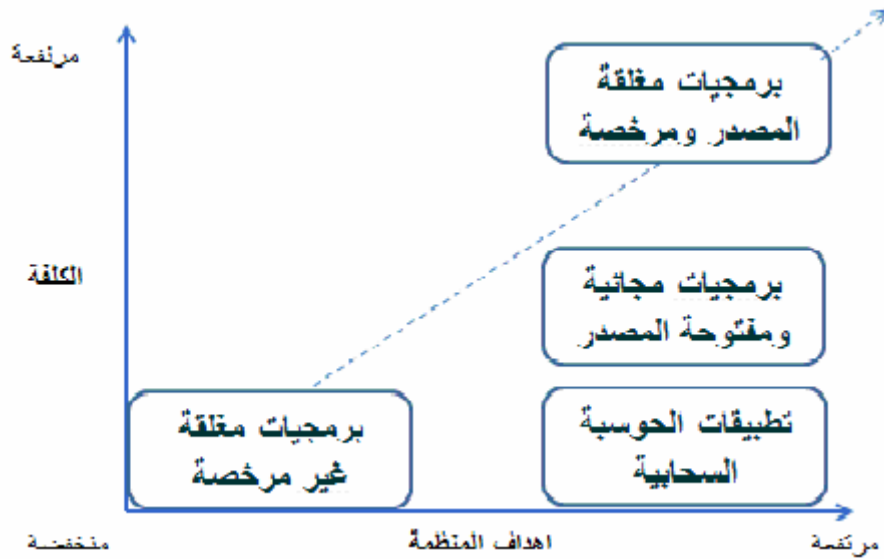 مرتفعة
برمجيات مغلقة
المصدر ومرخصة
الكلفة
برمجيات مجانية
ومفتوحة المصدر
برمجيات مغلقة
غير مرخصة
تطبيقات الحوسبة
السحابية
منخفضة
اهداف المنظمة
مرتفعة